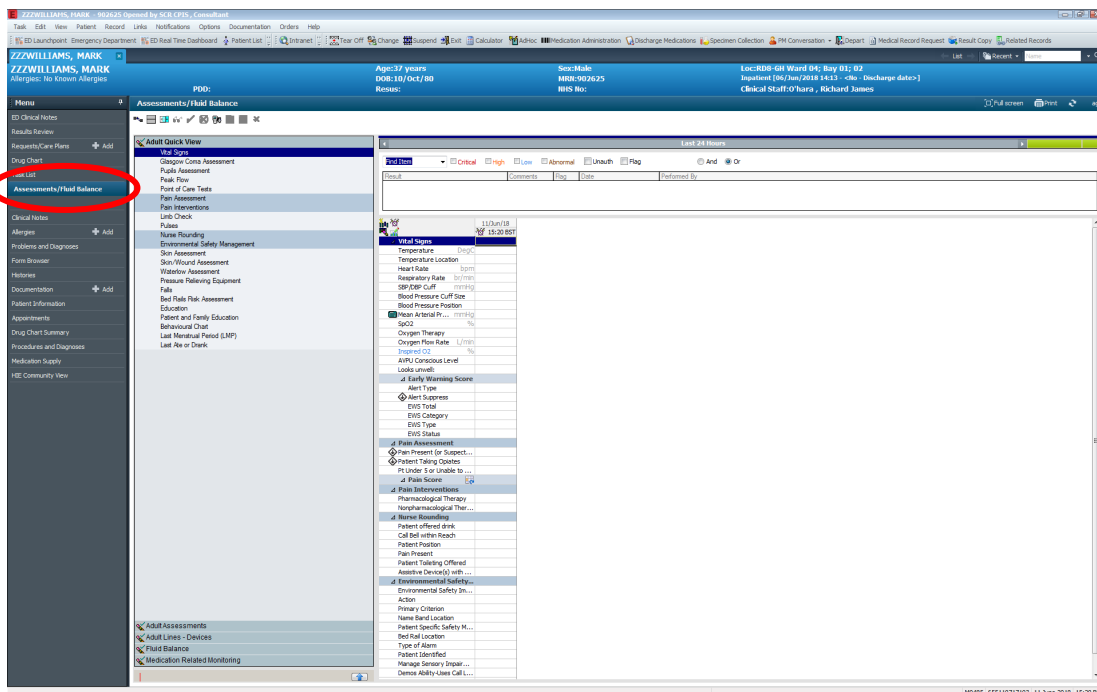 ZZZWILLIAMS, MARK - 902625 Opened by SCR CPIS, Consultant
Task Edit View Patient Record Links Notifications Options Documentation Orders Help
ED Launchpoint Emergency Department ED Real Time Dashboard Patient List Intranet Tear Off Change Suspend Exit Calculator AdHoc Medication Administration Discharge Medications Specimen Collection PM Conversation Depart Medical Record Request Result Copy Related Records
ZZZWILLIAMS, MARK List Recent Name
ZZZWILLIAMS, MARK Age:37 years Sex:Male Loc:RD8-GH Ward 04; Bay 01; 02
Allergies: No Known Allergies DOB:10/Oct/80 MRN:902625 Inpatient [06/Jun/2018 14:13 - <No - Discharge date>]
PDD: Resus: NHS No: Clinical Staff:O'hara , Richard James
Menu Assessments/Fluid Balance Full screen Print
ED Clinical Notes
Results Review
Requests/Care Plans Add
Drug Chart
Task List
Assessments/Fluid Balance
Clinical Notes
Allergies Add
Problems and Diagnoses
Form Browser
Histories
Documentation Add
Patient Information
Appointments
Drug Chart Summary
Procedures and Diagnoses
Medication Supply
HIE Community View
Adult Quick View
Vital Signs
Glasgow Coma Assessment
Pupils Assessment
Peak Flow
Point of Care Tests
Pain Assessment
Pain Interventions
Limb Check
Pulses
Nurse Rounding
Environmental Safety Management
Skin Assessment
Skin/Wound Assessment
Waterlow Assessment
Pressure Relieving Equipment
Falls
Bed Rails Risk Assessment
Education
Patient and Family Education
Behavioural Chart
Last Menstrual Period (LMP)
Last Ate or Drank
Adult Assessments
Adult Lines - Devices
Fluid Balance
Medication Related Monitoring
Last 24 Hours
Find Item Critical High Low Abnormal Unauth Flag And Or
Result Comments Flag Date Performed By
11/Jun/18
15:20 BST
Vital Signs
Temperature DegC
Temperature Location
Heart Rate bpm
Respiratory Rate br/min
SBP/DBP Cuff mmHg
Blood Pressure Cuff Size
Blood Pressure Position
Mean Arterial Pr... mmHg
SpO2 %
Oxygen Therapy
Oxygen Flow Rate L/min
Inspired O2 %
AVPU Conscious Level
Looks unwell:
Early Warning Score
Alert Type
Alert Suppress
EWS Total
EWS Category
EWS Type
EWS Status
Pain Assessment
Pain Present (or Suspect...
Patient Taking Opiates
Pt Under 5 or Unable to ...
Pain Score
Pain Interventions
Pharmacological Therapy
Nonpharmacological Ther...
Nurse Rounding
Patient offered drink
Call Bell within Reach
Patient Position
Pain Present
Patient Toileting Offered
Assistive Device(s) with ...
Environmental Safety...
Environmental Safety Im...
Action
Primary Criterion
Name Band Location
Patient Specific Safety M...
Bed Rail Location
Type of Alarm
Patient Identified
Manage Sensory Impair...
Demos Ability-Uses Call L...